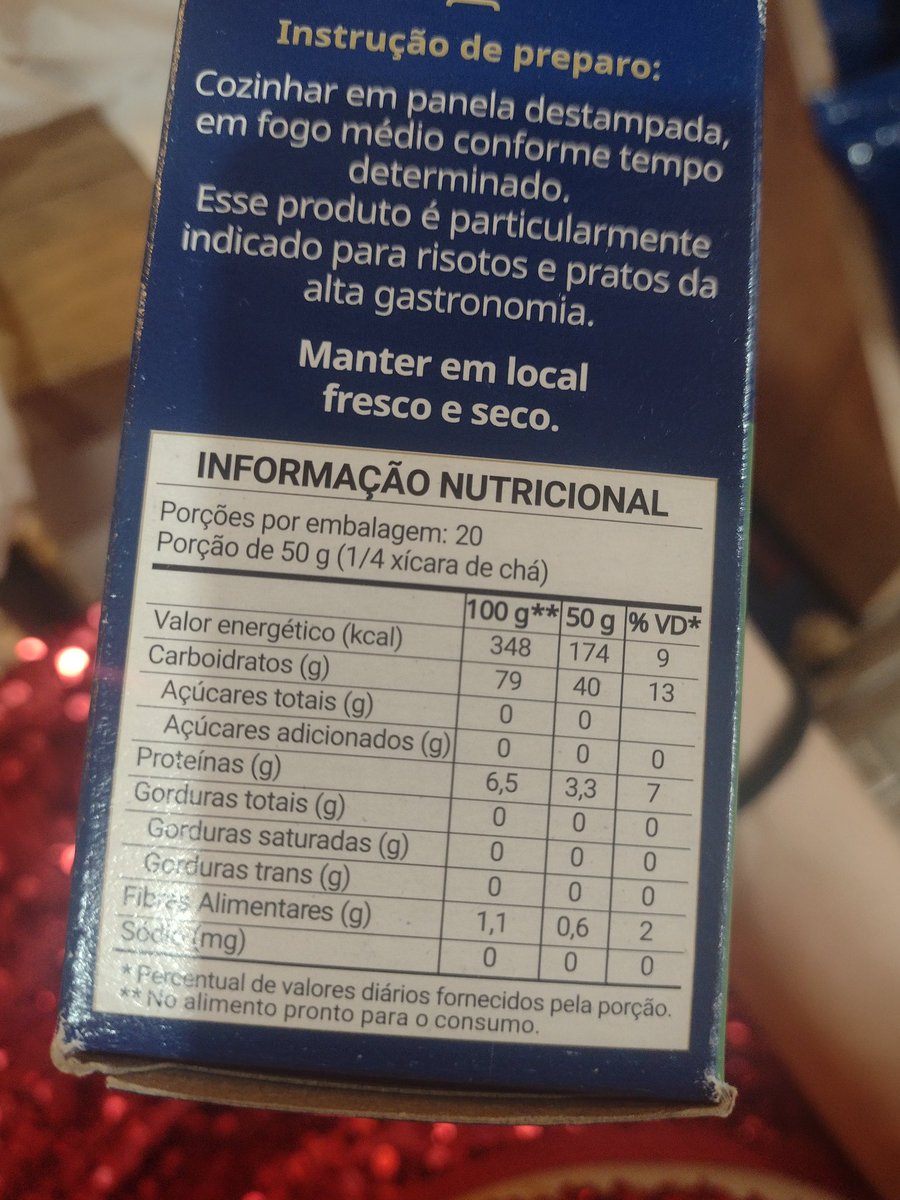 Instrução de preparo:
Cozinhar em panela destampada,
em fogo médio conforme tempo
determinado.
Esse produto é particularmente
indicado para risotos e pratos da
alta gastronomia.
Manter em local
fresco e seco.
INFORMAÇÃO NUTRICIONAL
Porções por embalagem: 20
Porção de 50 g (1/4 xícara de chá)
100 g** 50 g % VD*
Valor energético (kcal) 348 174 9
Carboidratos (g) 79 40 13
Açúcares totais (g) 0 0
Açúcares adicionados (g) 0 0 0
Proteínas (g) 6,5 3,3 7
Gorduras totais (g) 0 0 0
Gorduras saturadas (g) 0 0 0
Gorduras trans (g) 0 0 0
Fibras Alimentares (g) 1,1 0,6 2
Sódio (mg) 0 0 0
* Percentual de valores diários fornecidos pela porção.
** No alimento pronto para o consumo.